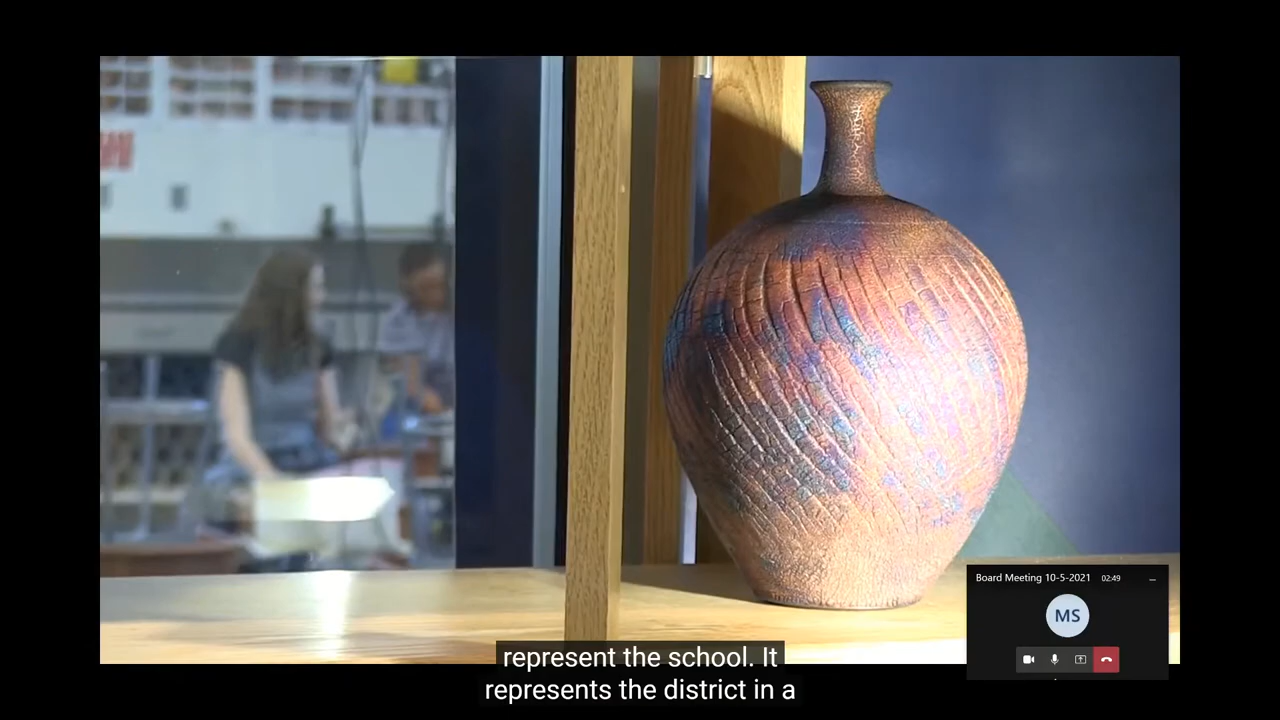 Board Meeting 10-5-2021 02:49
MS
represent the school. It
represents the district in a